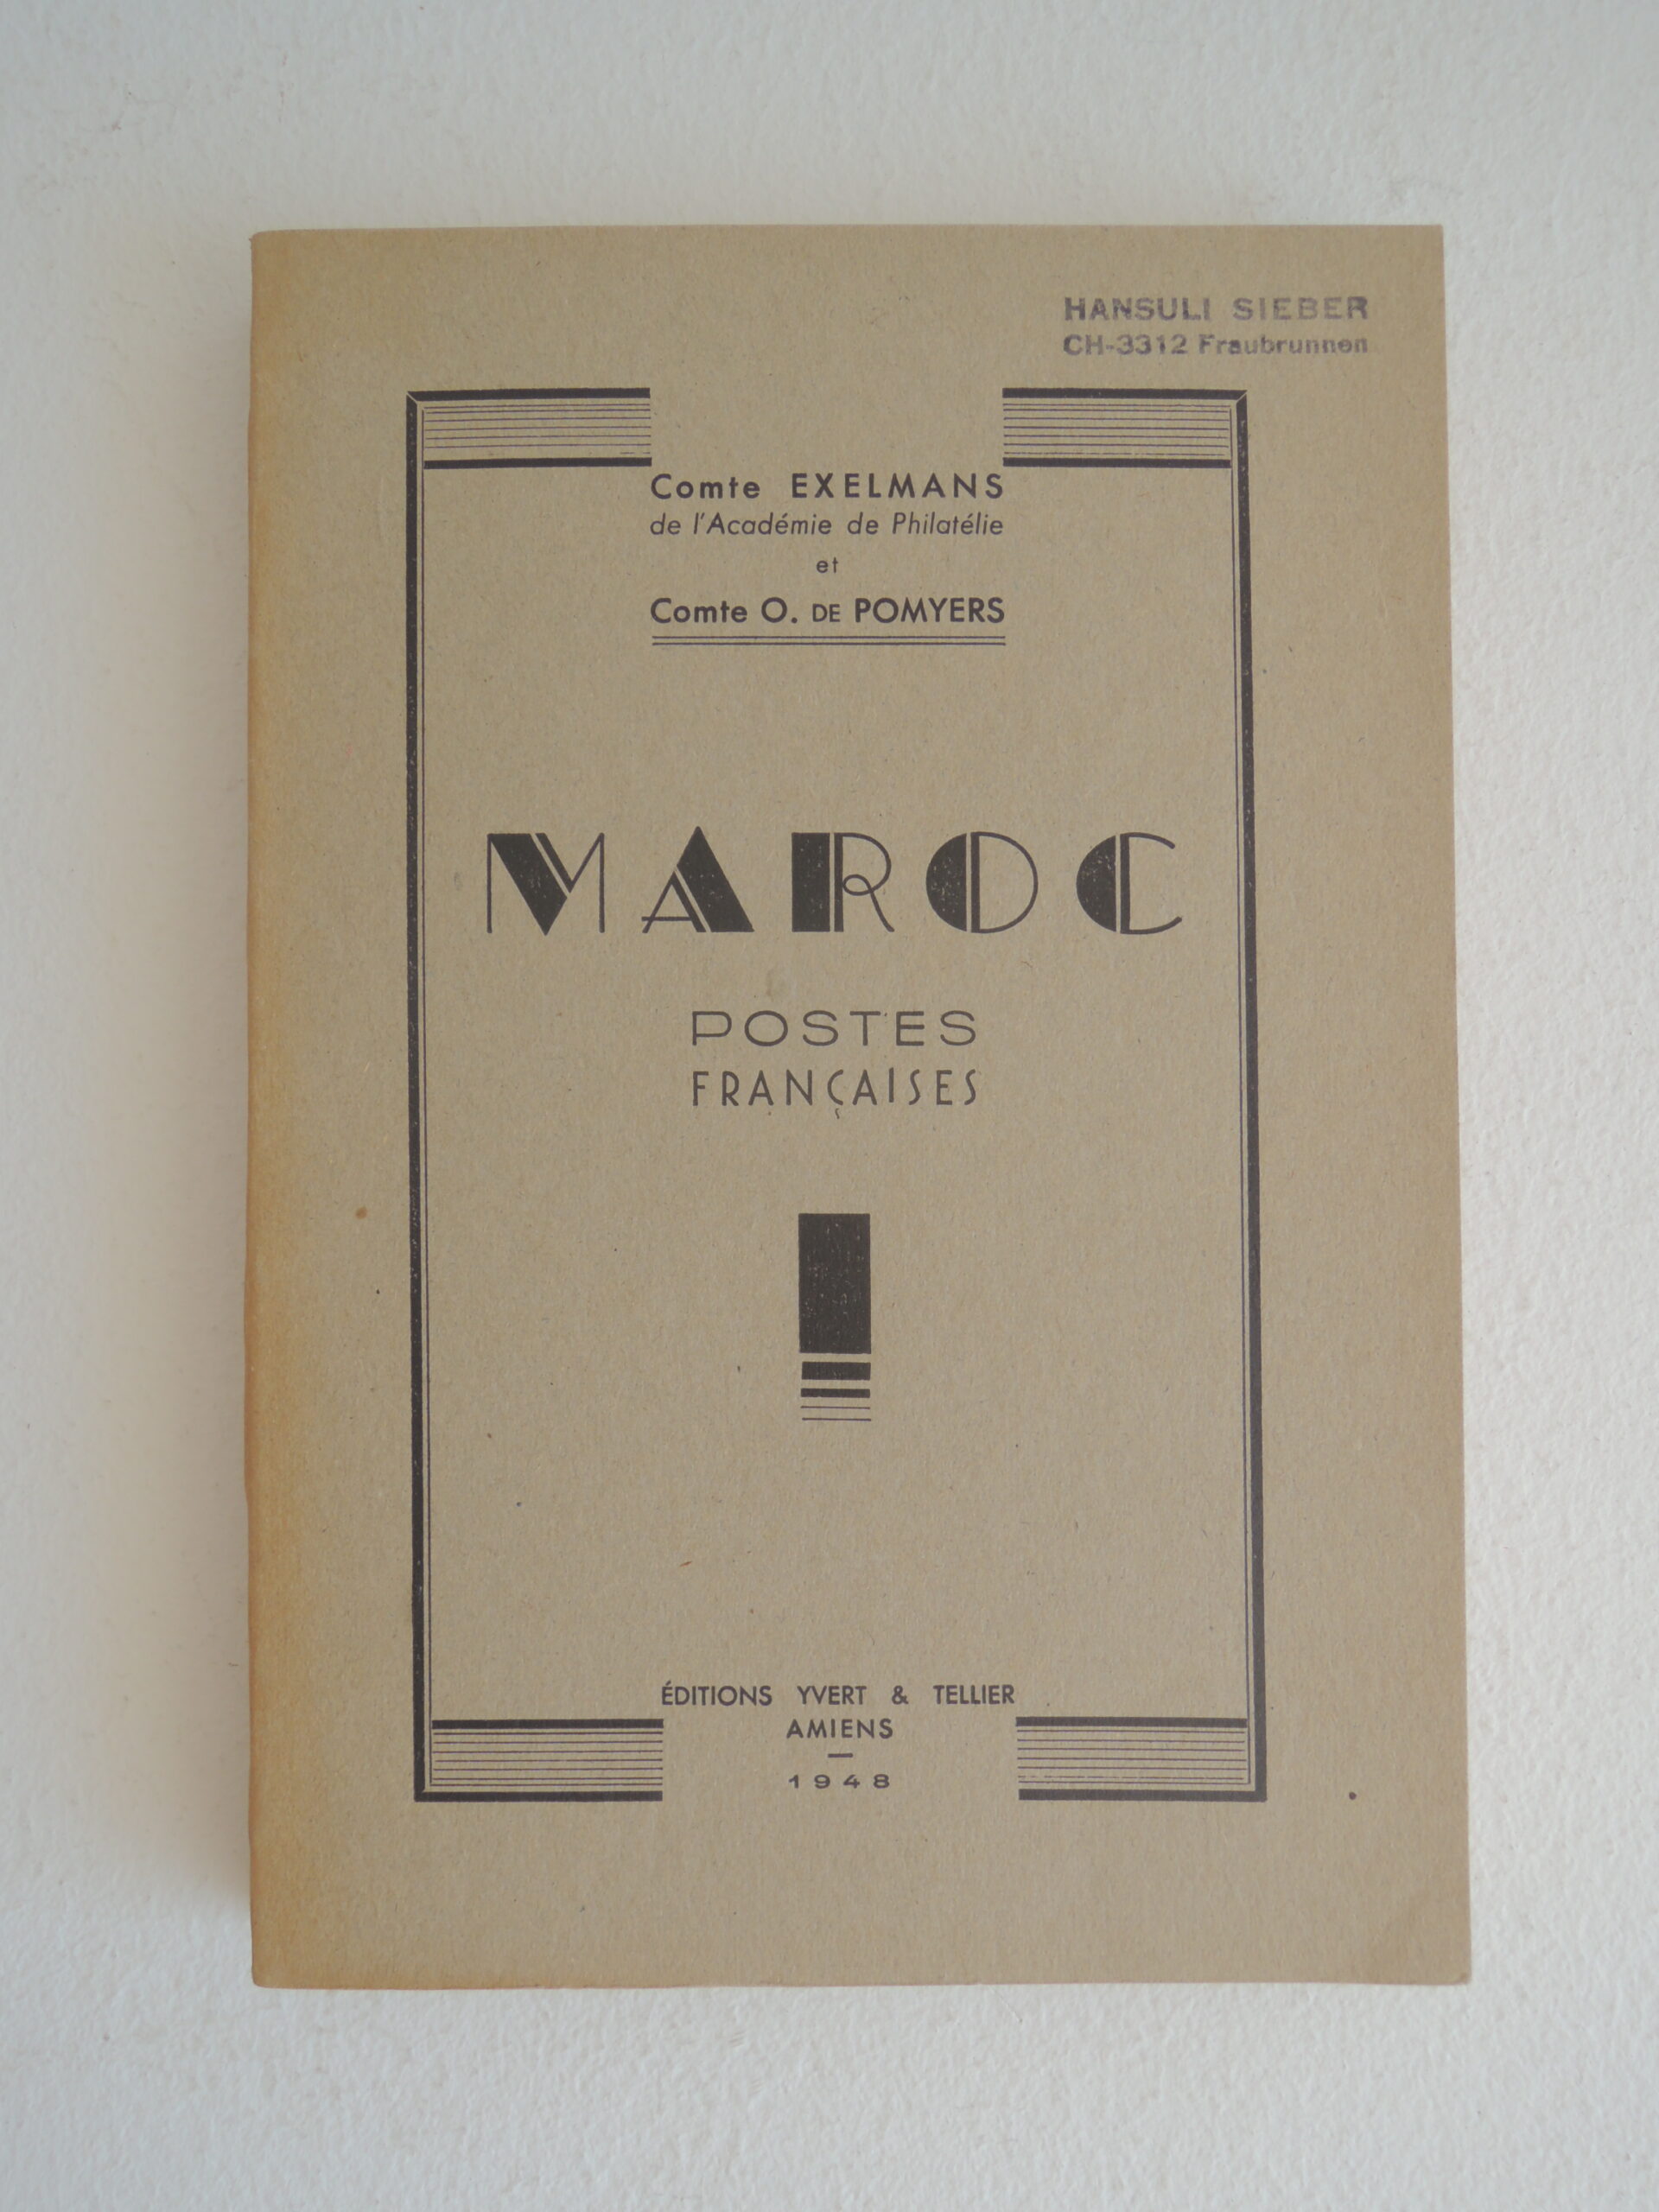 HANSULI SIEBER
CH-3312 Fraubrunnen
Comte EXELMANS
de l'Académie de Philatélie
et
Comte O. DE POMYERS
MAROC
POSTES
FRANÇAISES
ÉDITIONS YVERT & TELLIER
AMIENS
1948